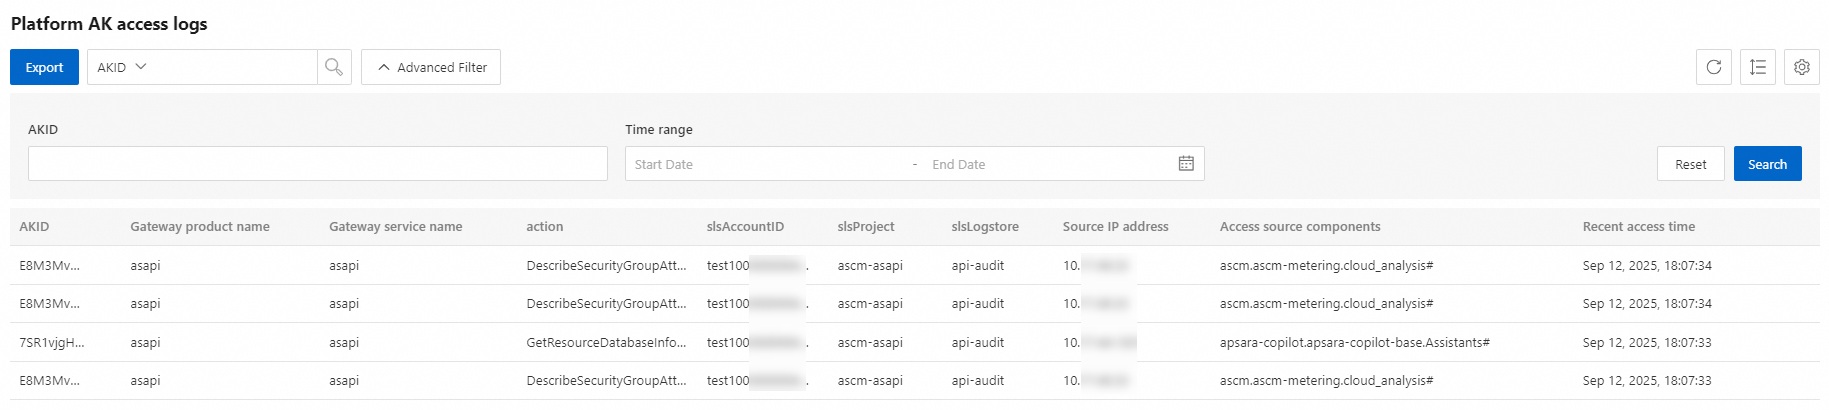 Platform AK access logs
Export AKID Advanced Filter
AKID Time range
Start Date - End Date Reset Search
AKID Gateway product name Gateway service name action slsAccountID slsProject slsLogstore Source IP address Access source components Recent access time
E8M3Mv... asapi asapi DescribeSecurityGroupAtt... test100 . ascm-asapi api-audit 10. ascm.ascm-metering.cloud_analysis# Sep 12, 2025, 18:07:34
E8M3Mv... asapi asapi DescribeSecurityGroupAtt... test100 . ascm-asapi api-audit 10. ascm.ascm-metering.cloud_analysis# Sep 12, 2025, 18:07:34
7SR1vjgH... asapi asapi GetResourceDatabaseInfo... test100 . ascm-asapi api-audit 10. apsara-copilot.apsara-copilot-base.Assistants# Sep 12, 2025, 18:07:33
E8M3Mv... asapi asapi DescribeSecurityGroupAtt... test100 . ascm-asapi api-audit 10. ascm.ascm-metering.cloud_analysis# Sep 12, 2025, 18:07:33